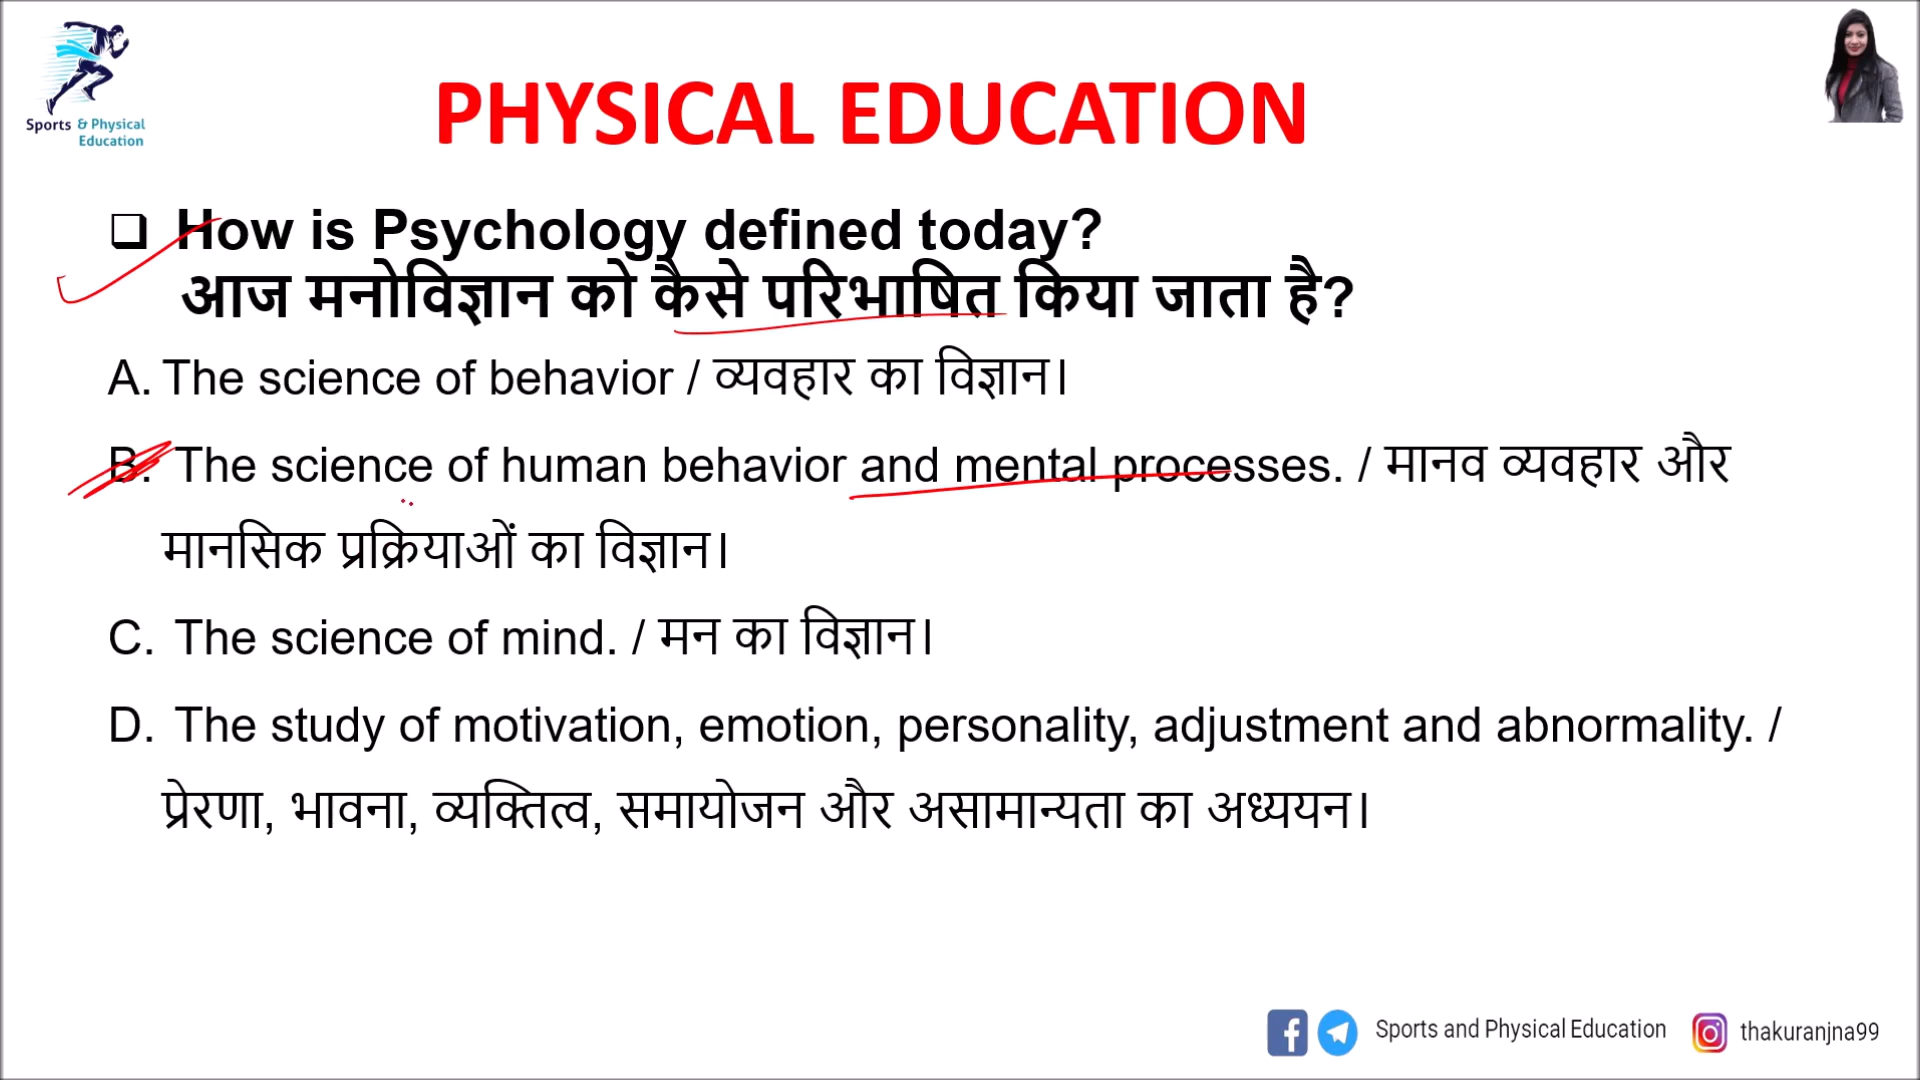 Sports & Physical
Education
PHYSICAL EDUCATION
How is Psychology defined today?
आज मनोविज्ञान को कैसे परिभाषित किया जाता है?
A. The science of behavior / व्यवहार का विज्ञान।
B. The science of human behavior and mental processes. / मानव व्यवहार और
मानसिक प्रक्रियाओं का विज्ञान।
C. The science of mind. / मन का विज्ञान।
D. The study of motivation, emotion, personality, adjustment and abnormality. /
प्रेरणा, भावना, व्यक्तित्व, समायोजन और असामान्यता का अध्ययन।
Sports and Physical Education thakuranjna99